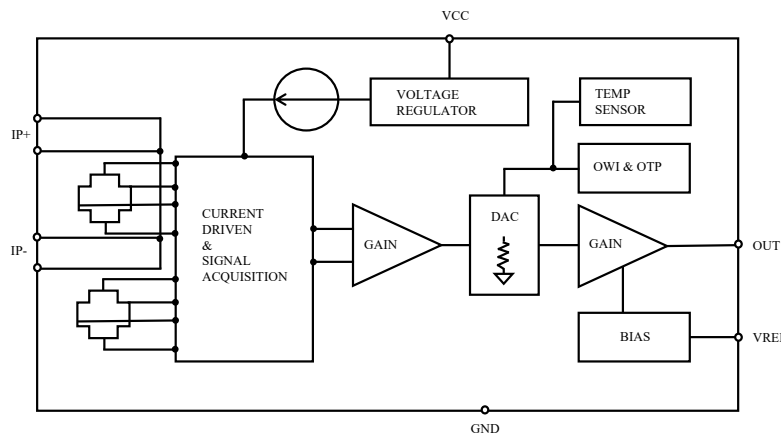 VCC
VOLTAGE
REGULATOR
TEMP
SENSOR
IP+
OWI & OTP
CURRENT
DRIVEN
&
SIGNAL
ACQUISITION
GAIN
DAC
GAIN
OUT
IP-
BIAS
VREF
GND